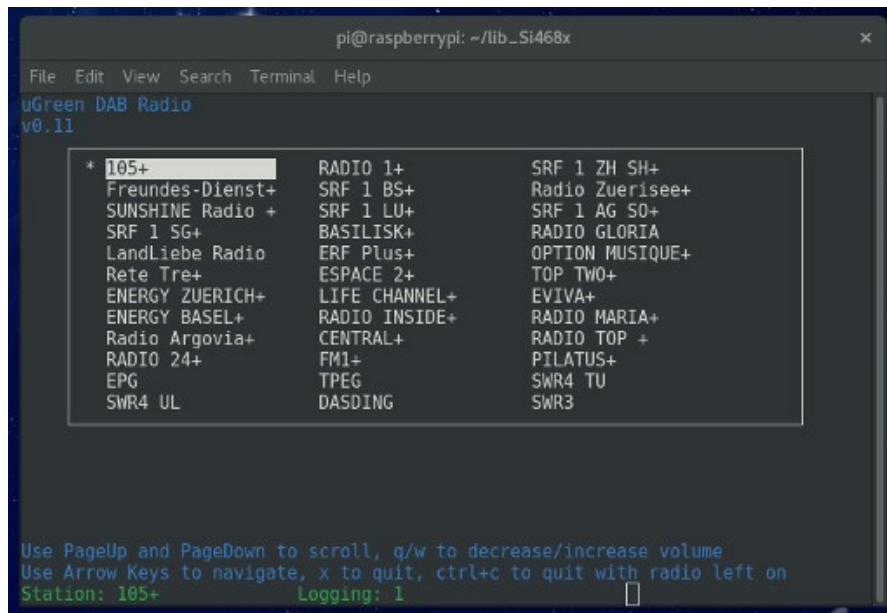 pi@raspberrypi: ~/lib_Si468x ×
File Edit View Search Terminal Help
uGreen DAB Radio
v0.11
* 105+ RADIO 1+ SRF 1 ZH SH+
Freundes-Dienst+ SRF 1 BS+ Radio Zuerisee+
SUNSHINE Radio + SRF 1 LU+ SRF 1 AG SO+
SRF 1 SG+ BASILISK+ RADIO GLORIA
LandLiebe Radio ERF Plus+ OPTION MUSIQUE+
Rete Tre+ ESPACE 2+ TOP TWO+
ENERGY ZUERICH+ LIFE CHANNEL+ EVIVA+
ENERGY BASEL+ RADIO INSIDE+ RADIO MARIA+
Radio Argovia+ CENTRAL+ RADIO TOP +
RADIO 24+ FM1+ PILATUS+
EPG TPEG SWR4 TU
SWR4 UL DASDING SWR3
Use PageUp and PageDown to scroll, q/w to decrease/increase volume
Use Arrow Keys to navigate, x to quit, ctrl+c to quit with radio left on
Station: 105+ Logging: 1